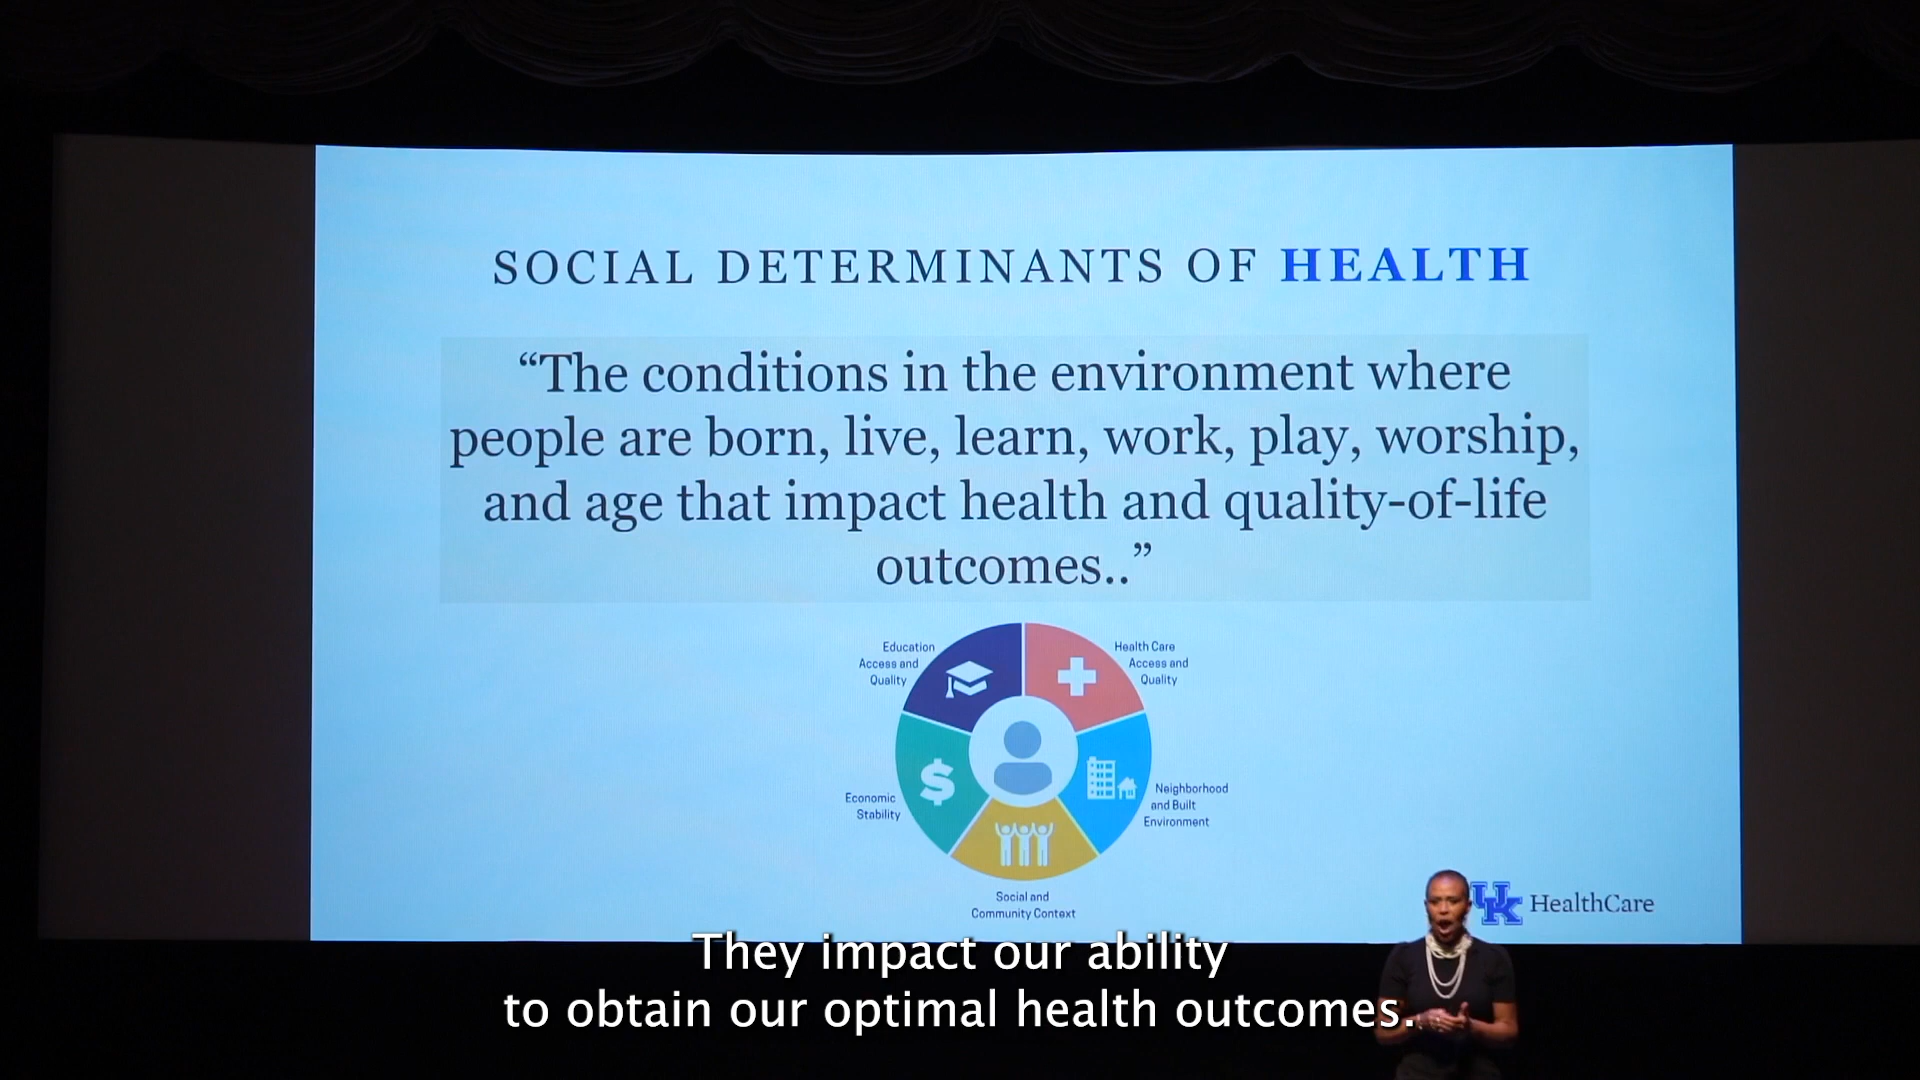 SOCIAL DETERMINANTS OF HEALTH
“The conditions in the environment where
people are born, live, learn, work, play, worship,
and age that impact health and quality-of-life
outcomes..”
Education
Access and
Quality
Health Care
Access and
Quality
Economic
Stability
Neighborhood
and Built
Environment
Social and
Community Context
UK HealthCare
They impact our ability
to obtain our optimal health outcomes.